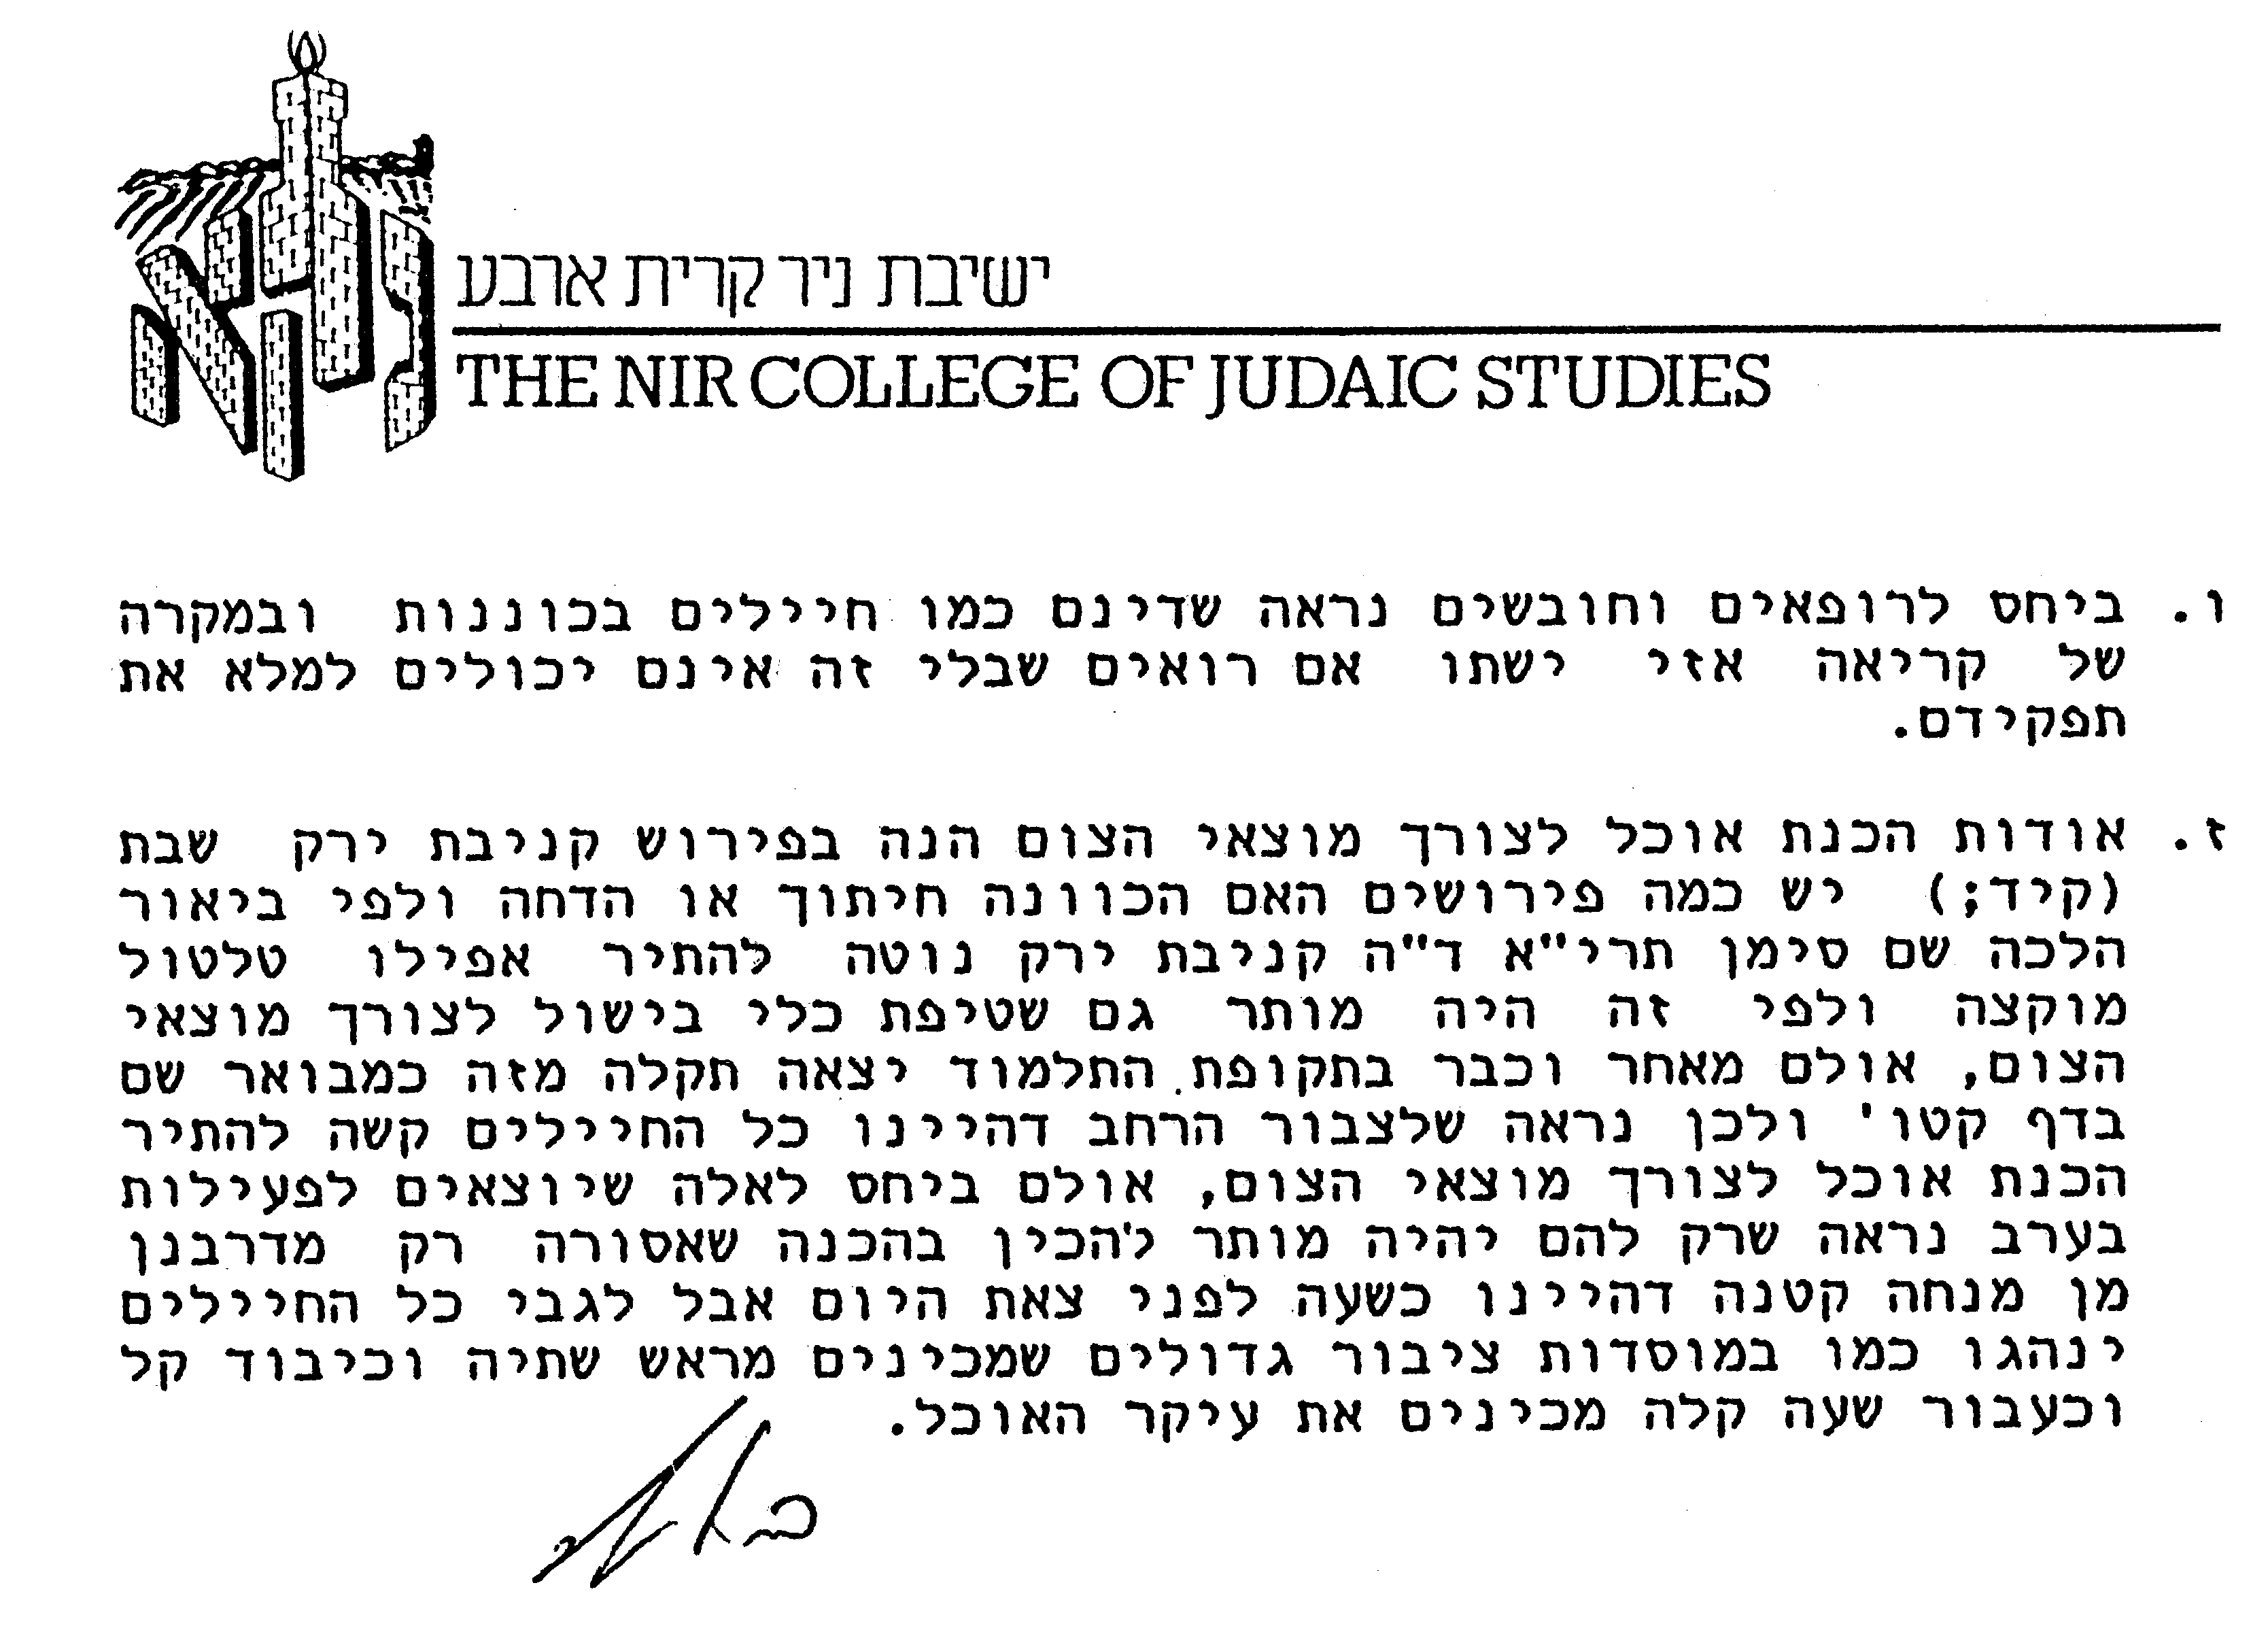 ישיבת ניר קרית ארבע
THE NIR COLLEGE OF JUDAIC STUDIES
ו. ביחס לרופאים וחובשים נראה שדינם כמו חיילים בכוננות ובמקרה
של קריאה אזי ישתו אם רואים שבלי זה אינם יכולים למלא את
תפקידם.
ז. אודות הכנת אוכל לצורך מוצאי הצום הנה בפירוש קניבת ירק שבת
(קיד;) יש כמה פירושים האם הכוונה חיתוך או הדחה ולפי ביאור
הלכה שם סימן תרי"א ד"ה קניבת ירק נוטה להתיר אפילו טלטול
מוקצה ולפי זה היה מותר גם שטיפת כלי בישול לצורך מוצאי
הצום, אולם מאחר וכבר בתקופת התלמוד יצאה תקלה מזה כמבואר שם
בדף קטו' ולכן נראה שלצבור הרחב דהיינו כל החיילים קשה להתיר
הכנת אוכל לצורך מוצאי הצום, אולם ביחס לאלה שיוצאים לפעילות
בערב נראה שרק להם יהיה מותר להכין בהכנה שאסורה רק מדרבנן
מן מנחה קטנה דהיינו כשעה לפני צאת היום אבל לגבי כל החיילים
ינהגו כמו במוסדות ציבור גדולים שמכינים מראש שתיה וכיבוד קל
וכעבור שעה קלה מכינים את עיקר האוכל.